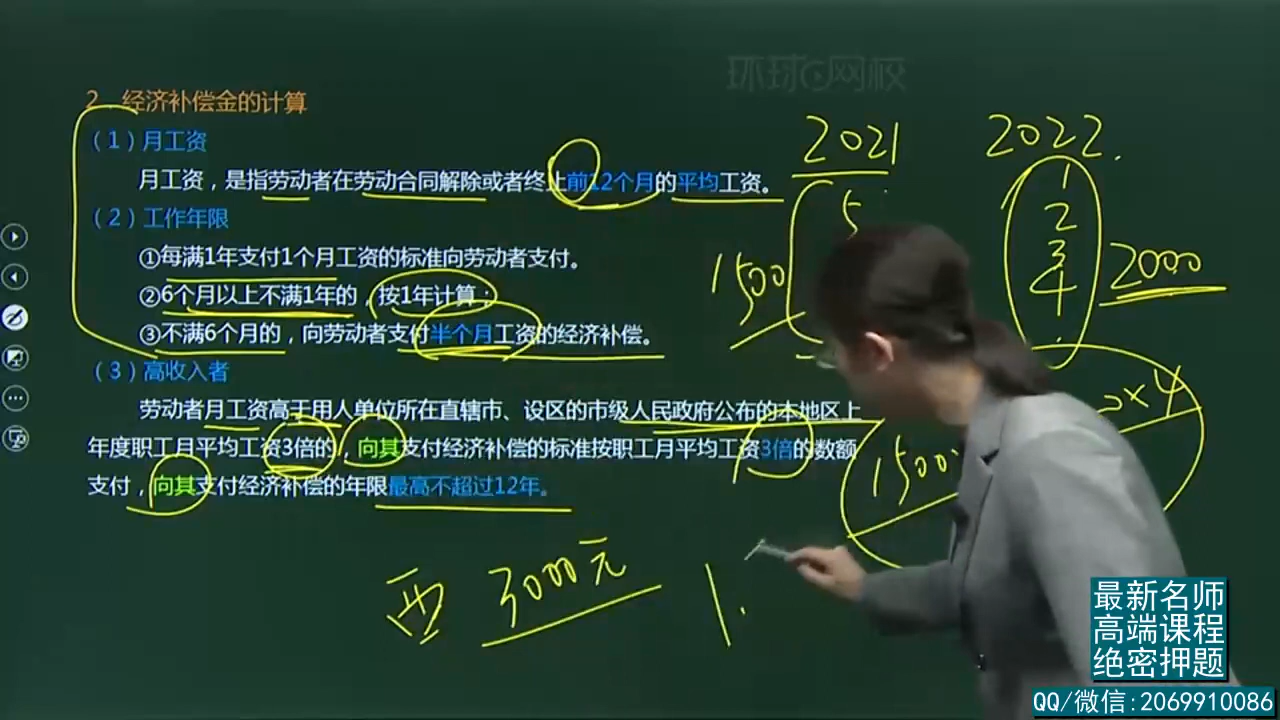 环球网校
2、经济补偿金的计算
（1）月工资
月工资，是指劳动者在劳动合同解除或者终止前12个月的平均工资。
（2）工作年限
①每满1年支付1个月工资的标准向劳动者支付。
②6个月以上不满1年的，按1年计算；
③不满6个月的，向劳动者支付半个月工资的经济补偿。
（3）高收入者
劳动者月工资高于用人单位所在直辖市、设区的市级人民政府公布的本地区上
年度职工月平均工资3倍的，向其支付经济补偿的标准按职工月平均工资3倍的数额
支付，向其支付经济补偿的年限最高不超过12年。
2021
5
1500
2022.
1
2
3
4
2000
1500
0×4
西 3000元 1.
最新名师
高端课程
绝密押题
QQ/微信:2069910086